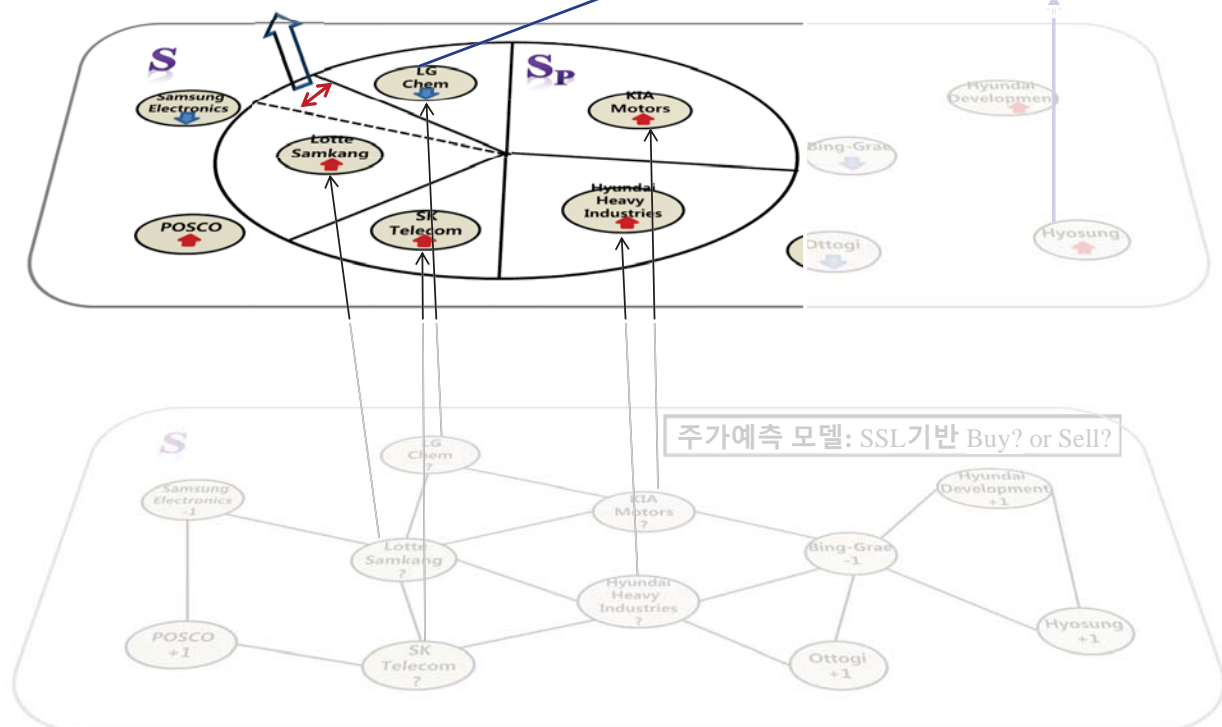 S
Samsung
Electronics
LG
Chem
S_P
KIA
Motors
Hyundai
Development
Bing-Grae
Lotte
Samkang
Hyundai
Heavy
Industries
POSCO
SK
Telecom
Ottogi
Hyosung
S
주가예측 모델: SSL기반 Buy? or Sell?
LG
Chem
?
Samsung
Electronics
-1
KIA
Motors
?
Hyundai
Development
+1
Lotte
Samkang
?
Bing-Grae
-1
Hyundai
Heavy
Industries
?
POSCO
+1
SK
Telecom
?
Ottogi
+1
Hyosung
+1